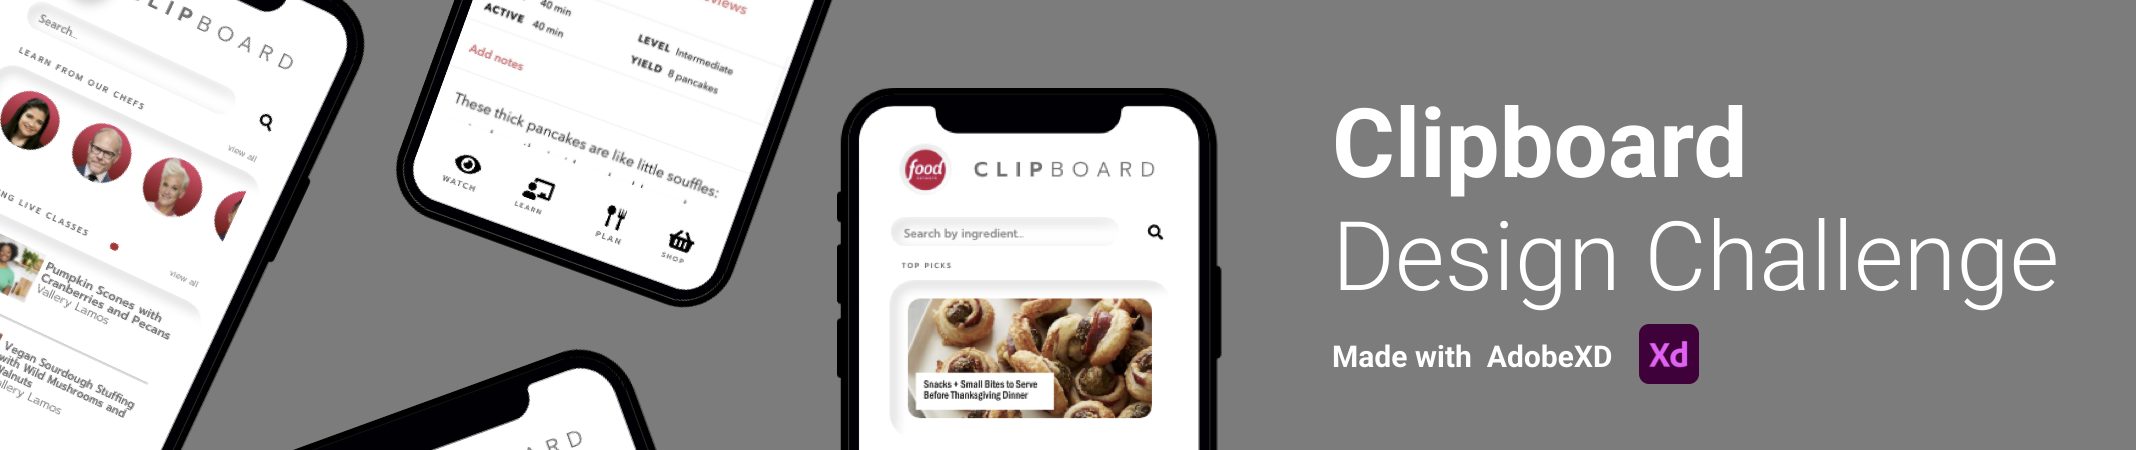 CLIPBOARD
Search...
LEARN FROM OUR CHEFS
view all
NG LIVE CLASSES
view all
Pumpkin Scones with
Cranberries and Pecans
Vallery Lamos
Vegan Sourdough Stuffing
with Wild Mushrooms and
Walnuts
llery Lamos
views
40 min
ACTIVE 40 min
LEVEL Intermediate
YIELD 8 pancakes
Add notes
These thick pancakes are like little souffles:
WATCH
LEARN
PLAN
SHOP
ARD
food
network
CLIPBOARD
Search by ingredient...
TOP PICKS
Snacks + Small Bites to Serve
Before Thanksgiving Dinner
Clipboard
Design Challenge
Made with AdobeXD
Xd